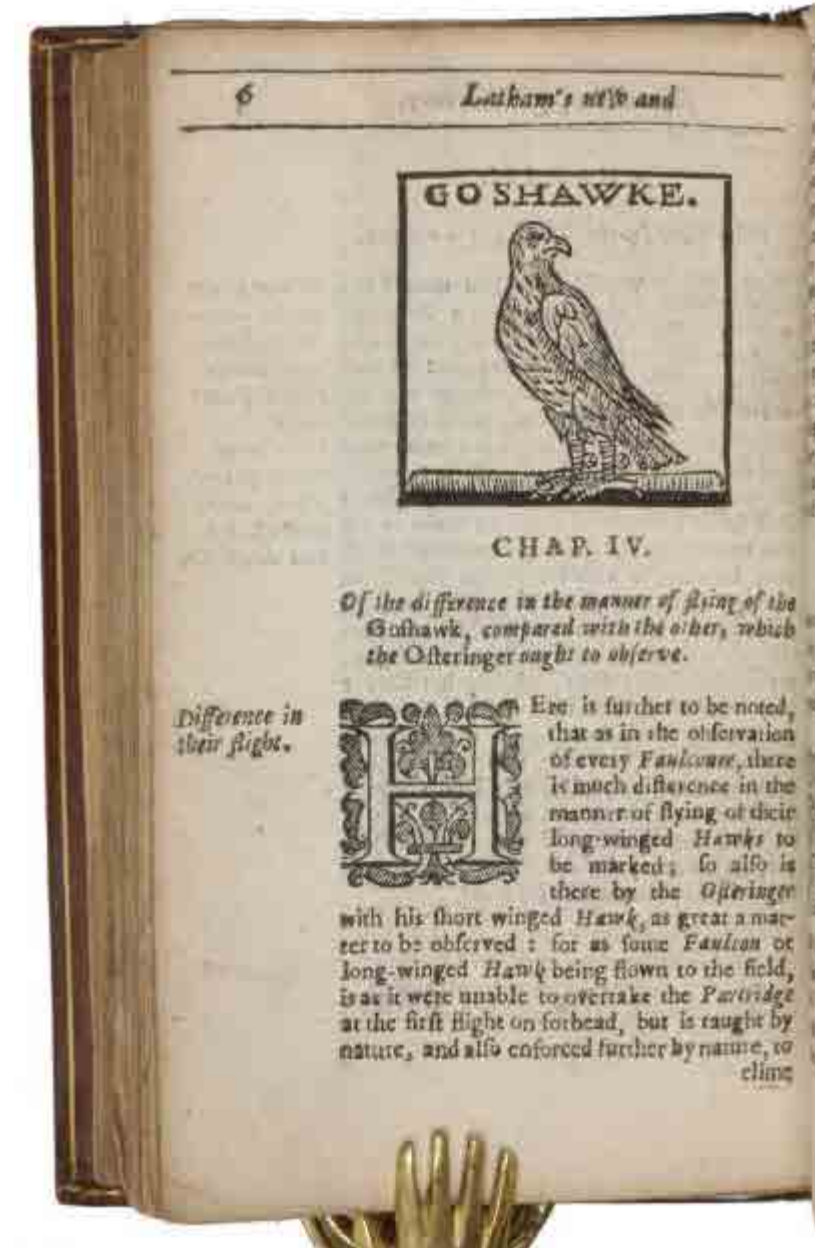 6 Latham's new and
GOSHAWKE.
CHAP. IV.
Of the difference in the manner of flying of the
Goſhawk, compared with the other, which
the Oſteringer ought to obſerve.
Difference in
their flight.
HEre is further to be noted,
that as in the obſervation
of every Faulconer, there
is much difference in the
manner of flying of their
long-winged Hawks to
be marked; ſo alſo is
there by the Oſteringer
with his ſhort winged Hawk, as great a mat-
ter to be obſerved : for as ſome Faulcon or
long-winged Hawk being flown to the field,
is as it were unable to overtake the Partridge
at the firſt flight on forhead, but is taught by
nature, and alſo enforced further by nature, to
clime